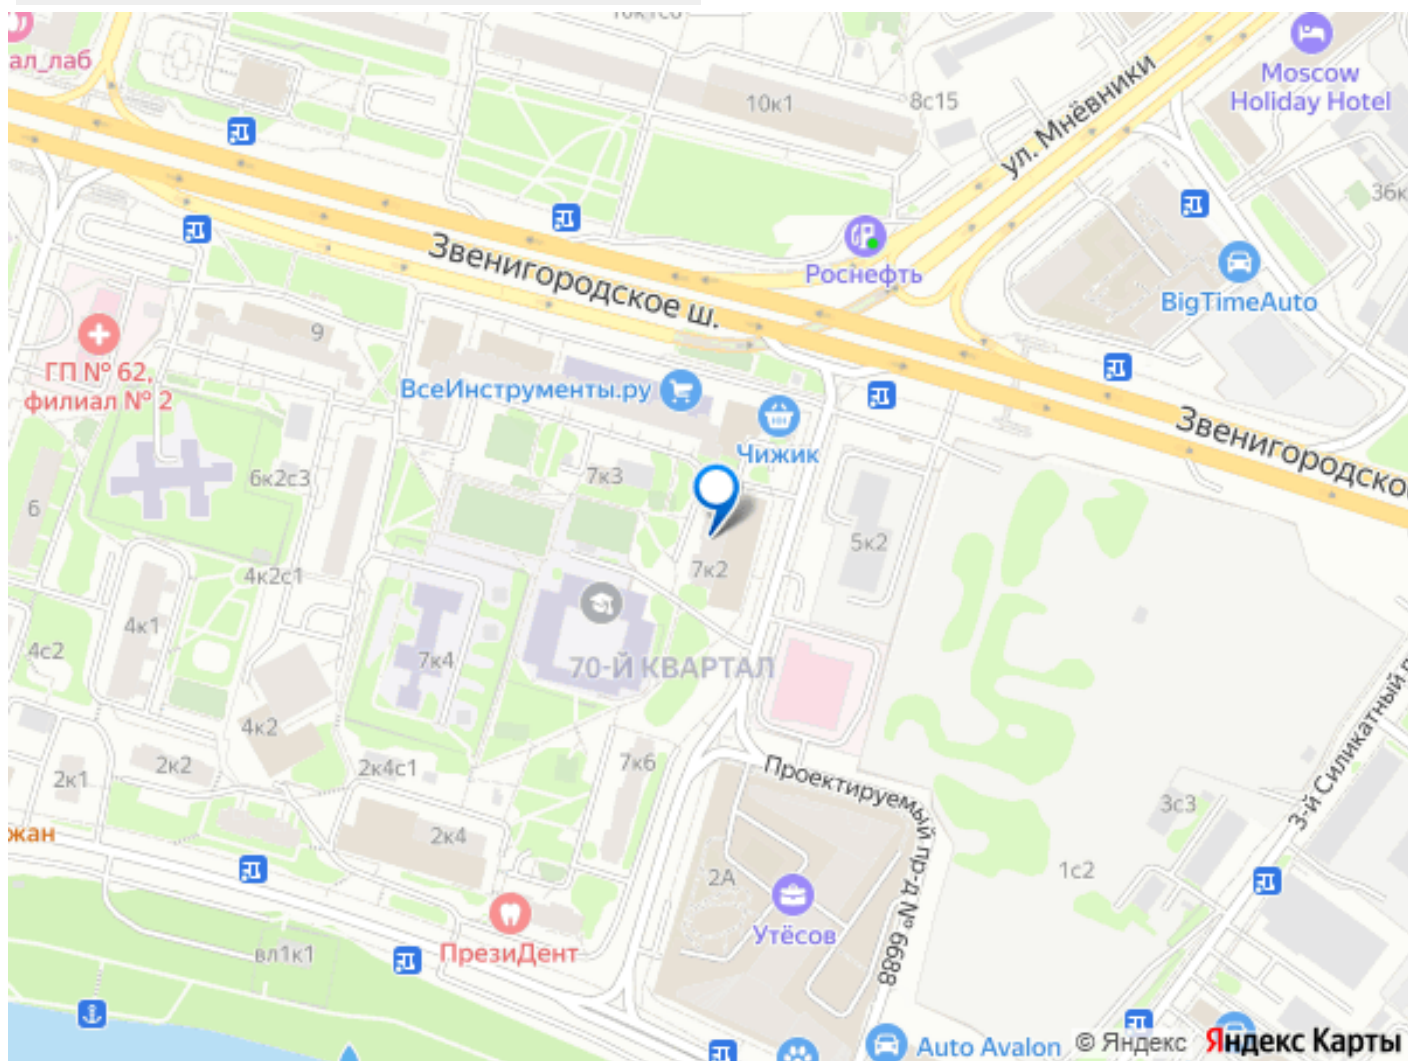 ал_лаб
10к1
8с15
ул. Мнёвники
Moscow
Holiday Hotel
36к
Звенигородское ш.
Роснефть
BigTimeAuto
9
ГП № 62,
филиал № 2
ВсеИнструменты.ру
Чижик
Звенигородское
6к2с3
7к3
6
5к2
7к2
4к2с1
4к1
4с2
7к4
70-Й КВАРТАЛ
4к2
2к2
2к1
2к4с1
7к6
Проектируемый пр-д № 6688
3-й Силикатный п
3с3
жан
2к4
2А
1с2
Утёсов
ПрезиДент
вл1к1
Auto Avalon
© Яндекс
Яндекс Карты